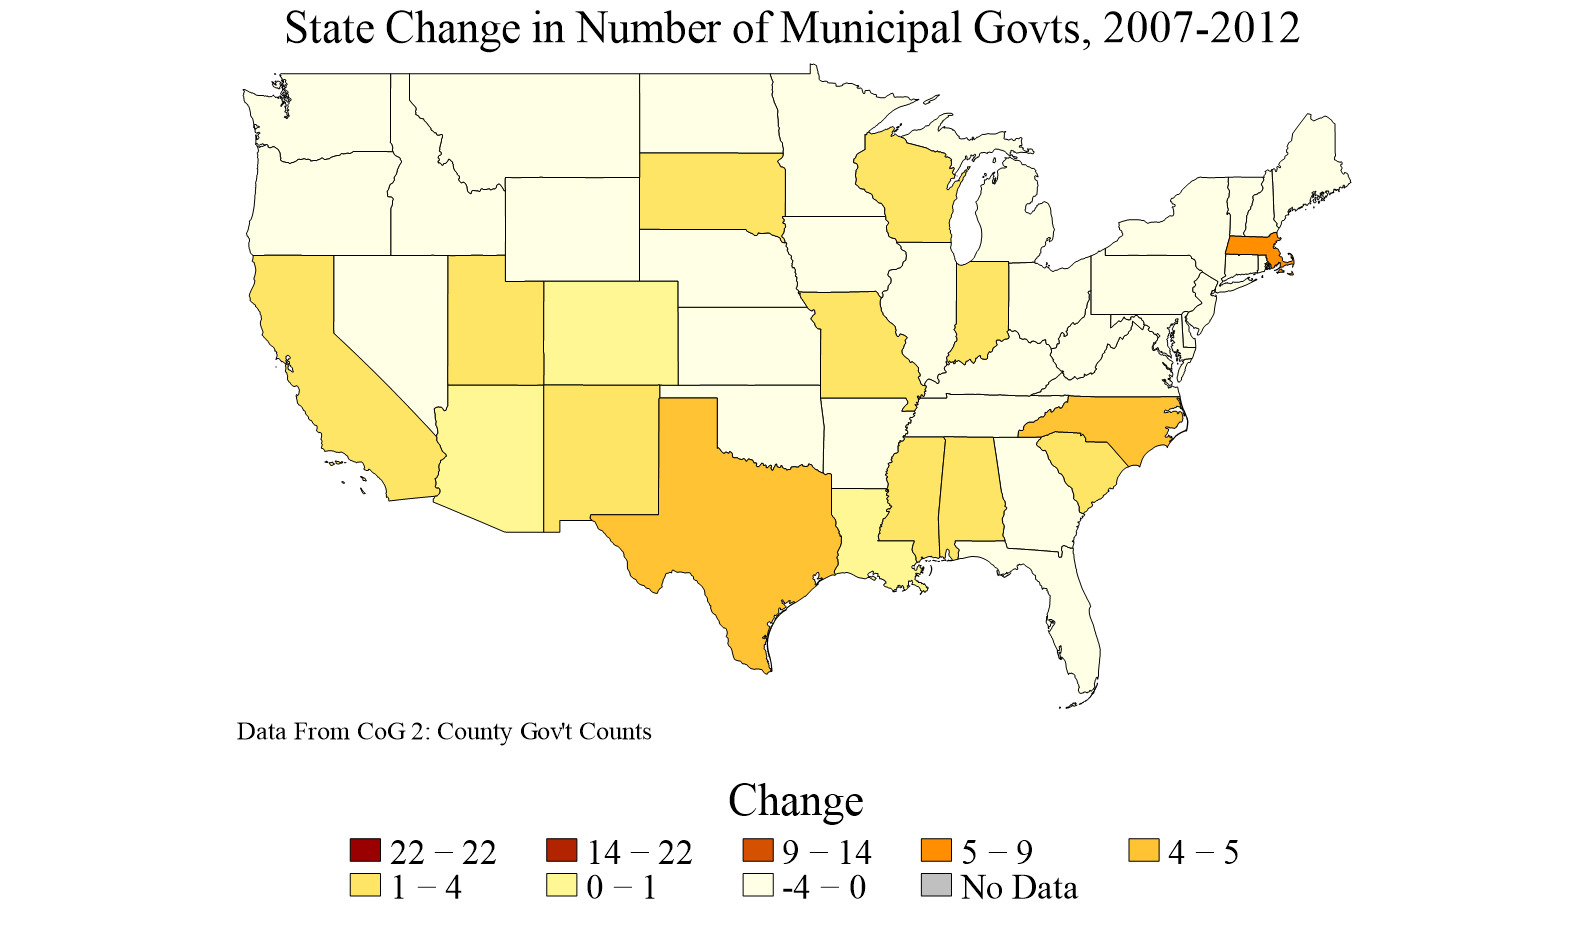 State Change in Number of Municipal Govts, 2007-2012
Data From CoG 2: County Gov't Counts
Change
22 − 22 14 − 22 9 − 14 5 − 9 4 − 5
1 − 4 0 − 1 -4 − 0 No Data